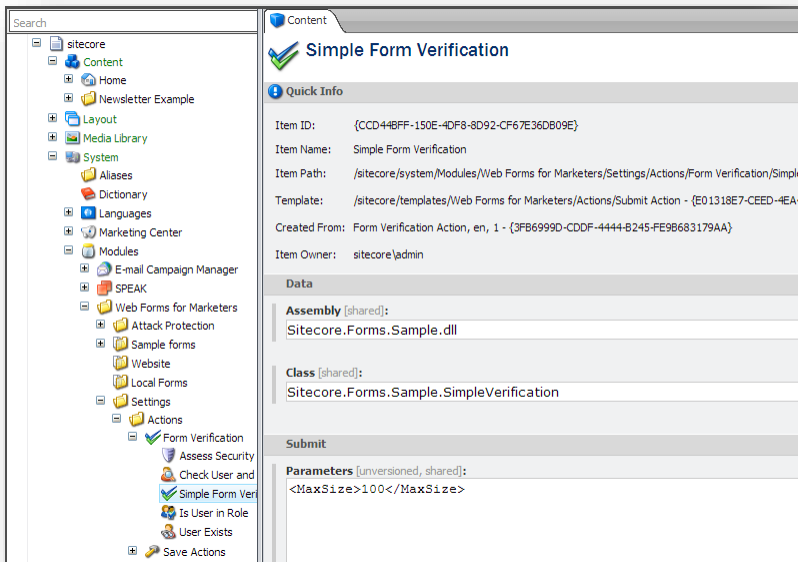 Search
sitecore
Content
Home
Newsletter Example
Layout
Media Library
System
Aliases
Dictionary
Languages
Marketing Center
Modules
E-mail Campaign Manager
SPEAK
Web Forms for Marketers
Attack Protection
Sample forms
Website
Local Forms
Settings
Actions
Form Verification
Assess Security
Check User and
Simple Form Veri
Is User in Role
User Exists
Save Actions
Content
Simple Form Verification
Quick Info
Item ID: {CCD44BFF-150E-4DF8-8D92-CF67E36DB09E}
Item Name: Simple Form Verification
Item Path: /sitecore/system/Modules/Web Forms for Marketers/Settings/Actions/Form Verification/Simple
Template: /sitecore/templates/Web Forms for Marketers/Actions/Submit Action - {E01318E7-CEED-4EA-
Created From: Form Verification Action, en, 1 - {3FB6999D-CDDF-4444-B245-FE9B683179AA}
Item Owner: sitecore\admin
Data
Assembly [shared]:
Sitecore.Forms.Sample.dll
Class [shared]:
Sitecore.Forms.Sample.SimpleVerification
Submit
Parameters [unversioned, shared]:
<MaxSize>100</MaxSize>